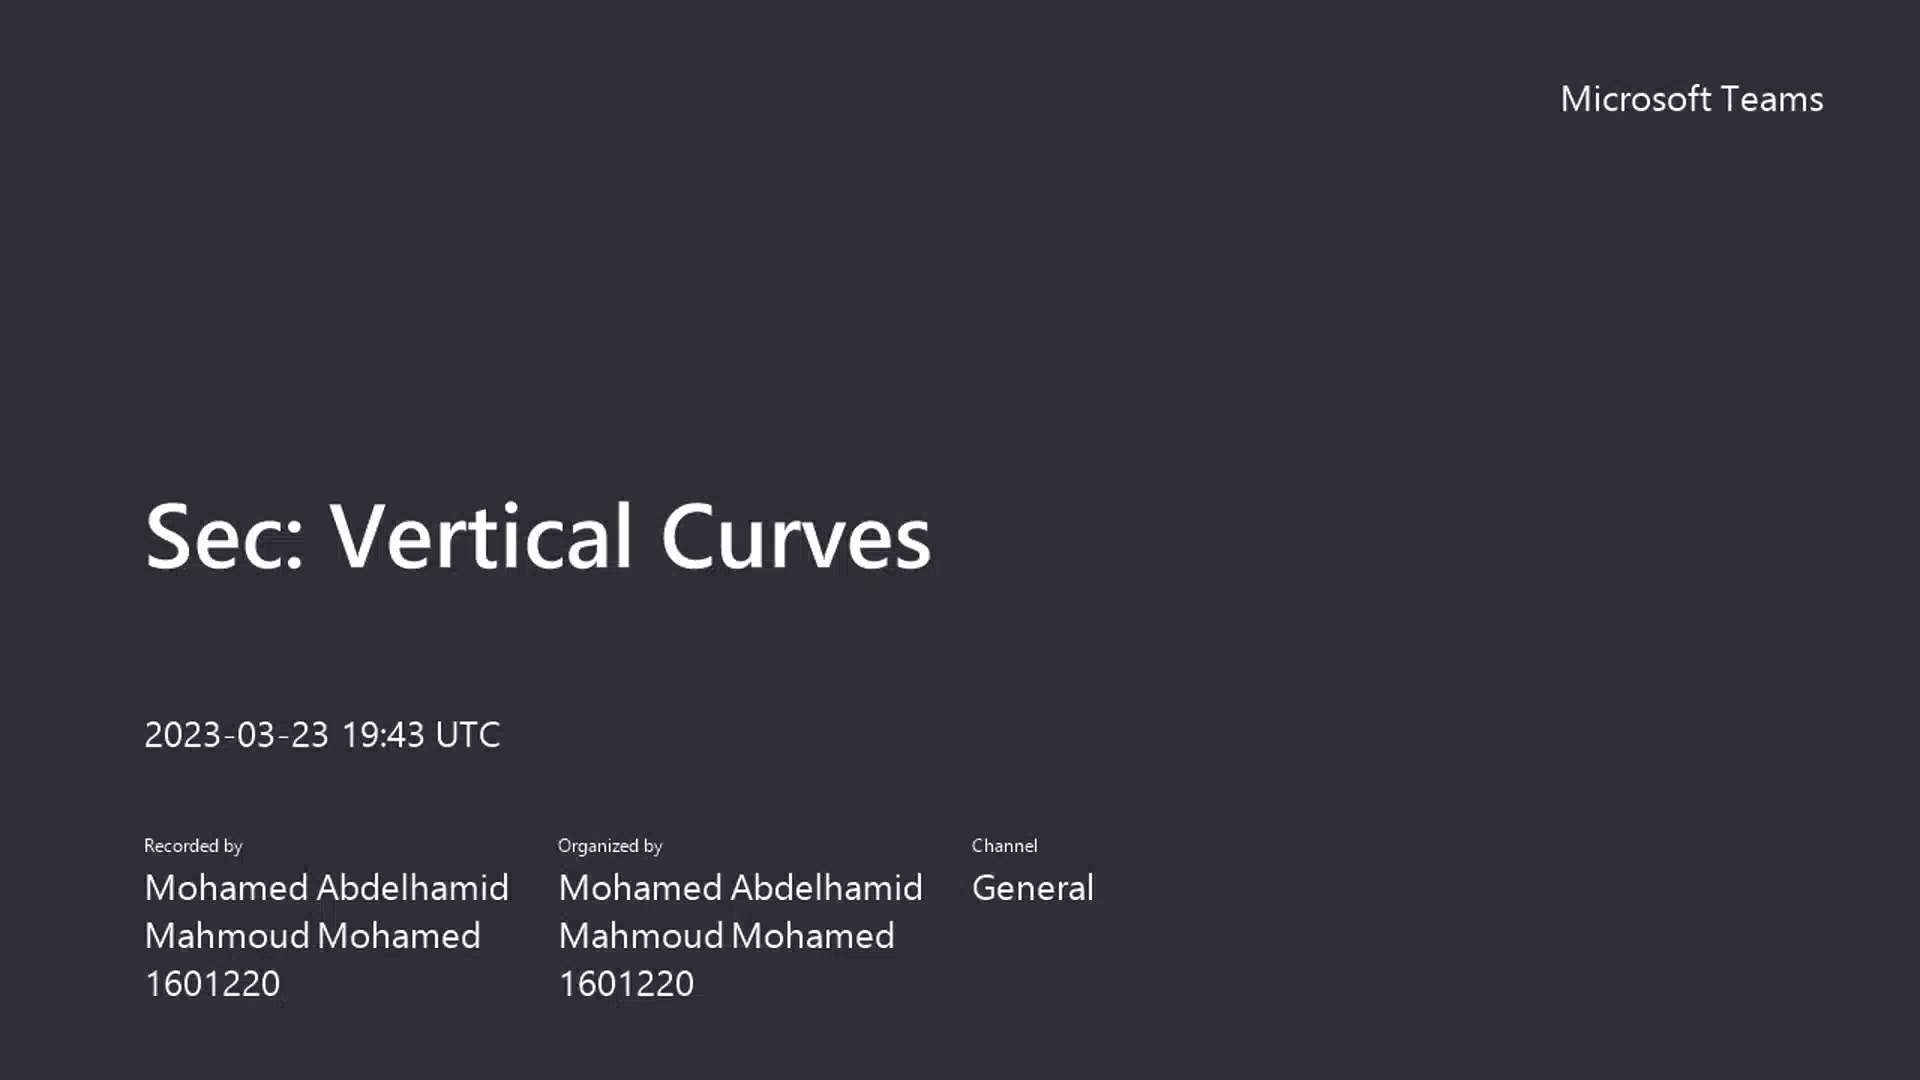 Microsoft Teams
Sec: Vertical Curves
2023-03-23 19:43 UTC
Recorded by
Mohamed Abdelhamid
Mahmoud Mohamed
1601220
Organized by
Mohamed Abdelhamid
Mahmoud Mohamed
1601220
Channel
General